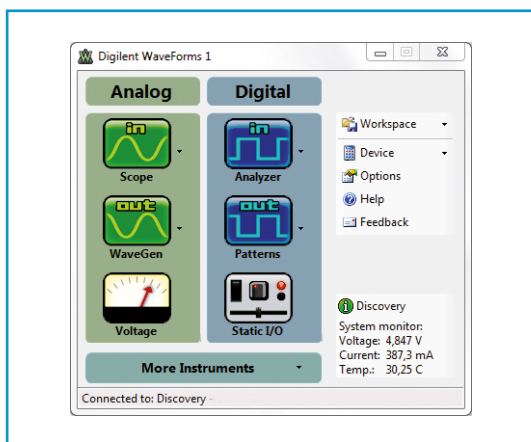 Digilent WaveForms 1
Analog
Digital
in
in
Scope
Analyzer
out
out
WaveGen
Patterns
Voltage
Static I/O
More Instruments
Workspace
Device
Options
Help
Feedback
Discovery
System monitor:
Voltage: 4,847 V
Current: 387,3 mA
Temp.: 30,25 C
Connected to: Discovery -